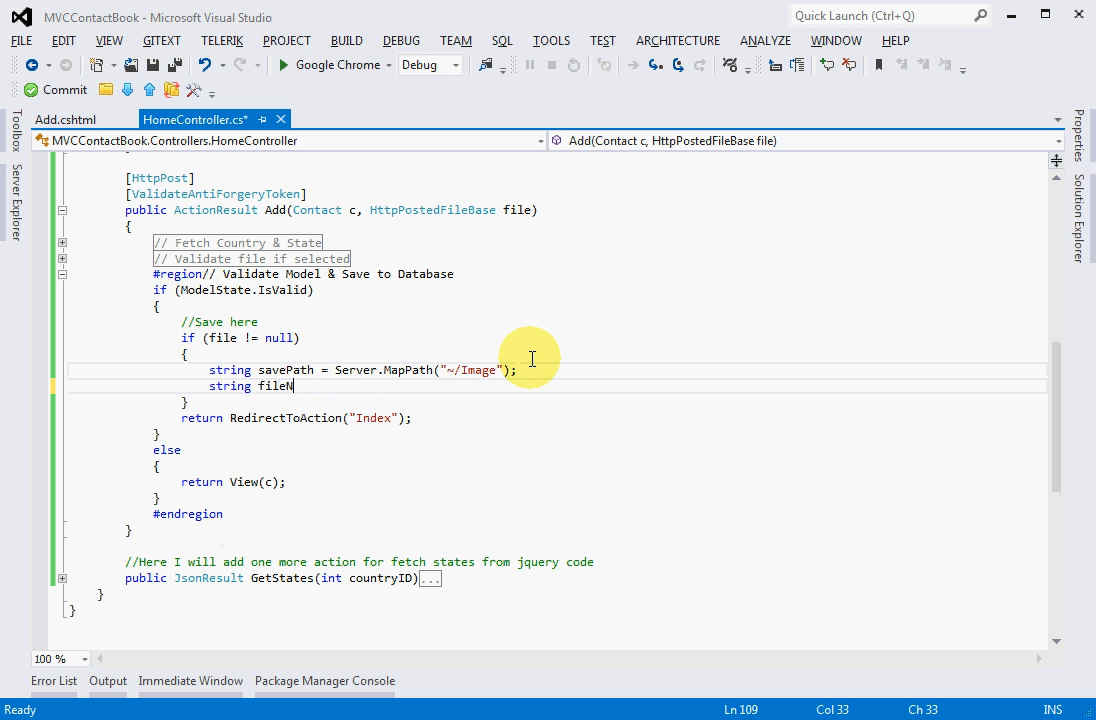 MVCContactBook - Microsoft Visual Studio
Quick Launch (Ctrl+Q)
FILE EDIT VIEW GITEXT TELERIK PROJECT BUILD DEBUG TEAM SQL TOOLS TEST ARCHITECTURE ANALYZE WINDOW HELP
Google Chrome Debug
Commit
Add.cshtml HomeController.cs*
MVCContactBook.Controllers.HomeController Add(Contact c, HttpPostedFileBase file)
Toolbox
Server Explorer
Properties
Solution Explorer
[HttpPost]
[ValidateAntiForgeryToken]
public ActionResult Add(Contact c, HttpPostedFileBase file)
{
// Fetch Country & State
// Validate file if selected
#region// Validate Model & Save to Database
if (ModelState.IsValid)
{
//Save here
if (file != null)
{
string savePath = Server.MapPath("~/Image");
string fileN
}
return RedirectToAction("Index");
}
else
{
return View(c);
}
#endregion
}
//Here I will add one more action for fetch states from jquery code
public JsonResult GetStates(int countryID)...
}
}
100 %
Error List Output Immediate Window Package Manager Console
Ready Ln 109 Col 33 Ch 33 INS